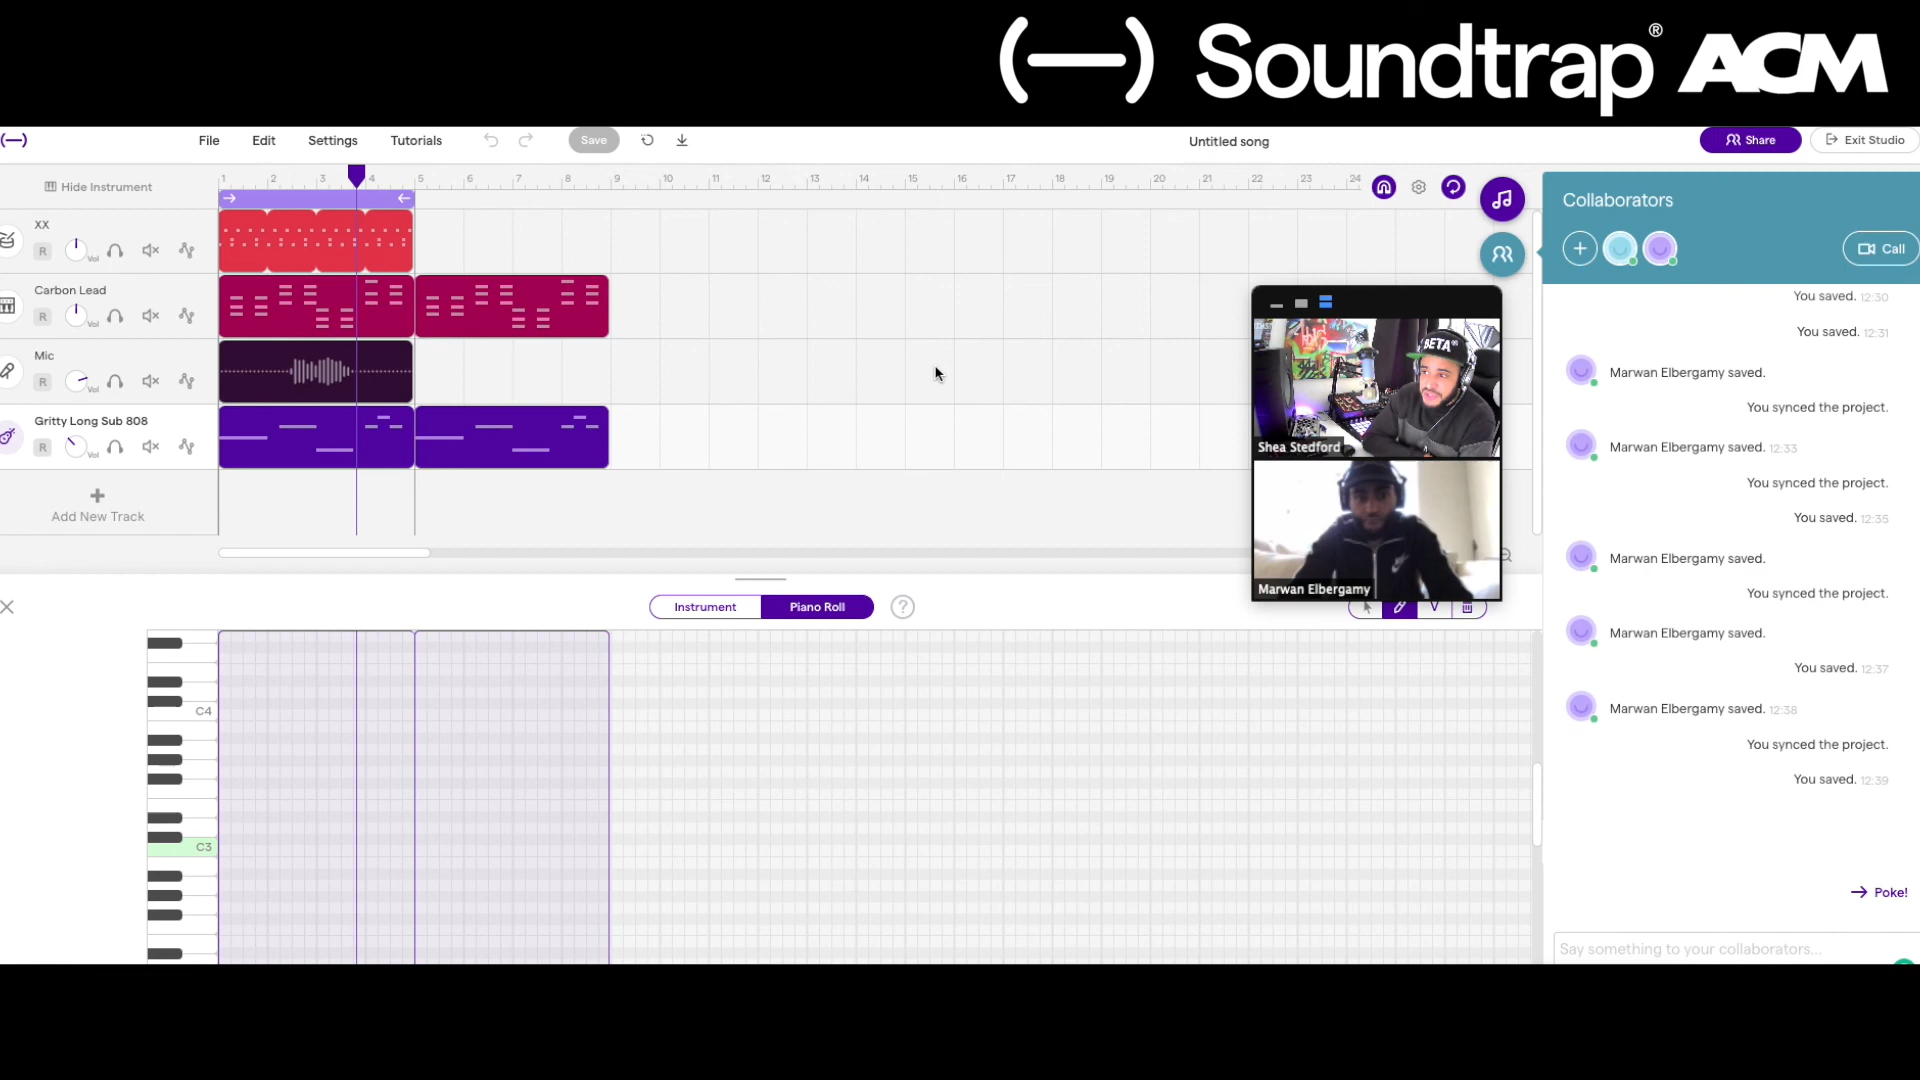 Soundtrap® ACM
File Edit Settings Tutorials Save Untitled song Share Exit Studio
Hide Instrument
1 2 3 4 5 6 7 8 9 10 11 12 13 14 15 16 17 18 19 20 21 22 23 24
XX
R Vol
Carbon Lead
R Vol
Mic
R Vol
Gritty Long Sub 808
R Vol
Add New Track
BETA
Shea Stedford
Marwan Elbergamy
Instrument Piano Roll ?
V
C4
C3
Collaborators
Call
You saved. 12:30
You saved. 12:31
Marwan Elbergamy saved.
You synced the project.
Marwan Elbergamy saved. 12:33
You synced the project.
You saved. 12:35
Marwan Elbergamy saved.
You synced the project.
Marwan Elbergamy saved.
You saved. 12:37
Marwan Elbergamy saved. 12:38
You synced the project.
You saved. 12:39
Poke!
Say something to your collaborators...